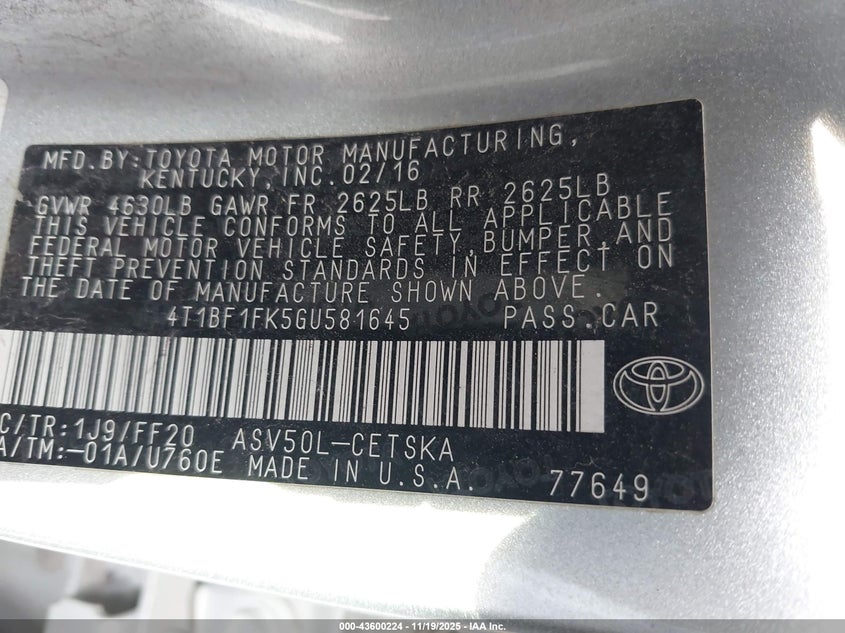 MFD.BY:TOYOTA MOTOR MANUFACTURING,
KENTUCKY, INC.02/16
GVWR 4630LB GAWR FR 2625LB RR 2625LB
THIS VEHICLE CONFORMS TO ALL APPLICABLE
FEDERAL MOTOR VEHICLE SAFETY,BUMPER,AND
THEFT PREVENTION STANDARDS IN EFFECT ON
THE DATE OF MANUFACTURE SHOWN ABOVE.
4T1BF1FK5GU581645 PASS.CAR
C/TR:1J9/FF20 ASV50L-CETSKA
A/TM:-01A/U760E MADE IN U.S.A. 77649
000-43600224 - 11/19/2025 - IAA Inc.